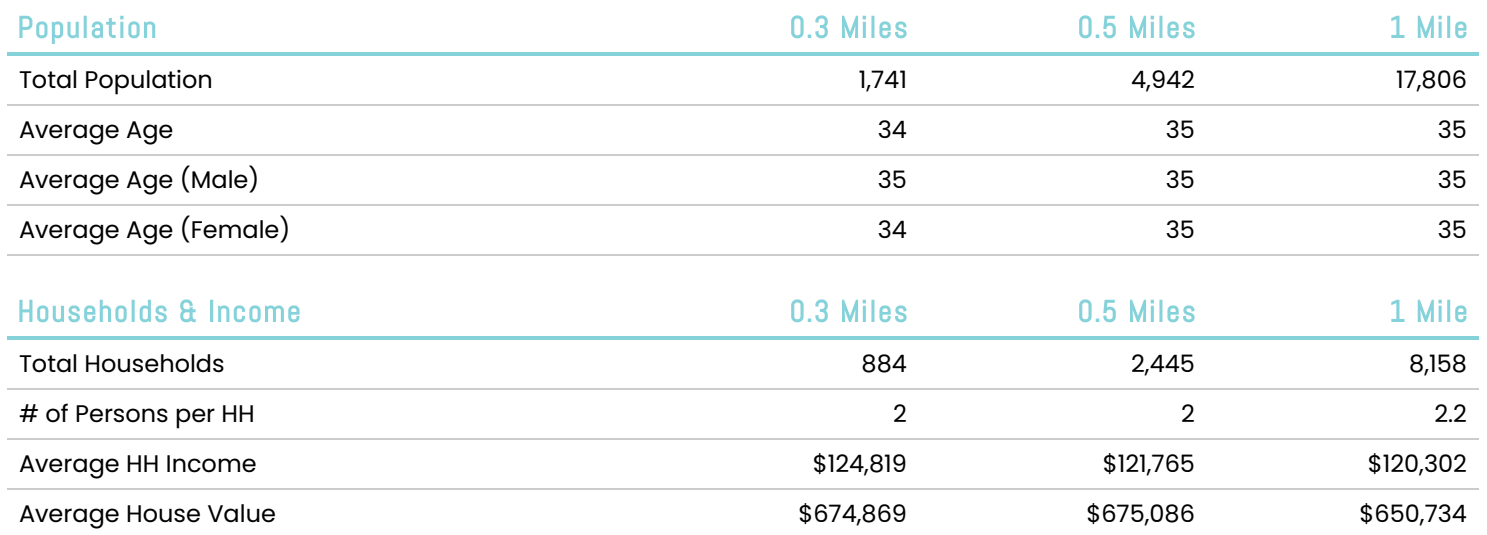 Population 0.3 Miles 0.5 Miles 1 Mile
Total Population 1,741 4,942 17,806
Average Age 34 35 35
Average Age (Male) 35 35 35
Average Age (Female) 34 35 35
Households & Income 0.3 Miles 0.5 Miles 1 Mile
Total Households 884 2,445 8,158
# of Persons per HH 2 2 2.2
Average HH Income $124,819 $121,765 $120,302
Average House Value $674,869 $675,086 $650,734